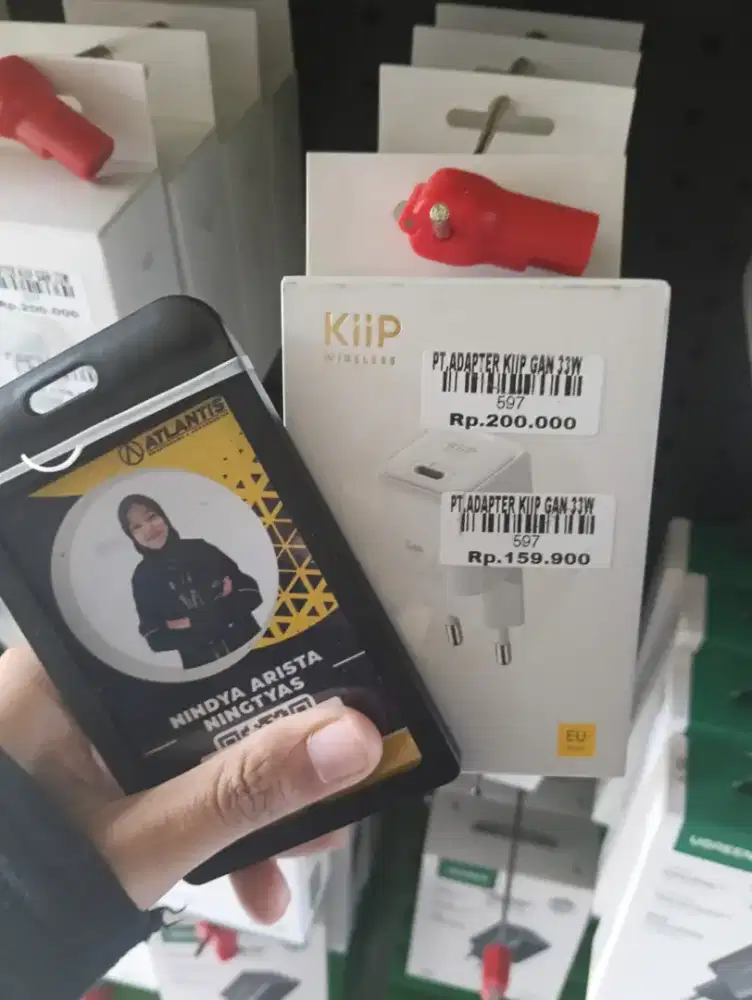 Rp.200.000
KiiP
WIRELESS
PT.ADAPTER KIIP GAN 33W
597
Rp.200.000
KiiP
PT.ADAPTER KIIP GAN 33W
597
Rp.159.900
EU
ATLANTIS
NINDYA ARISTA
NINGTYAS
UGREEN